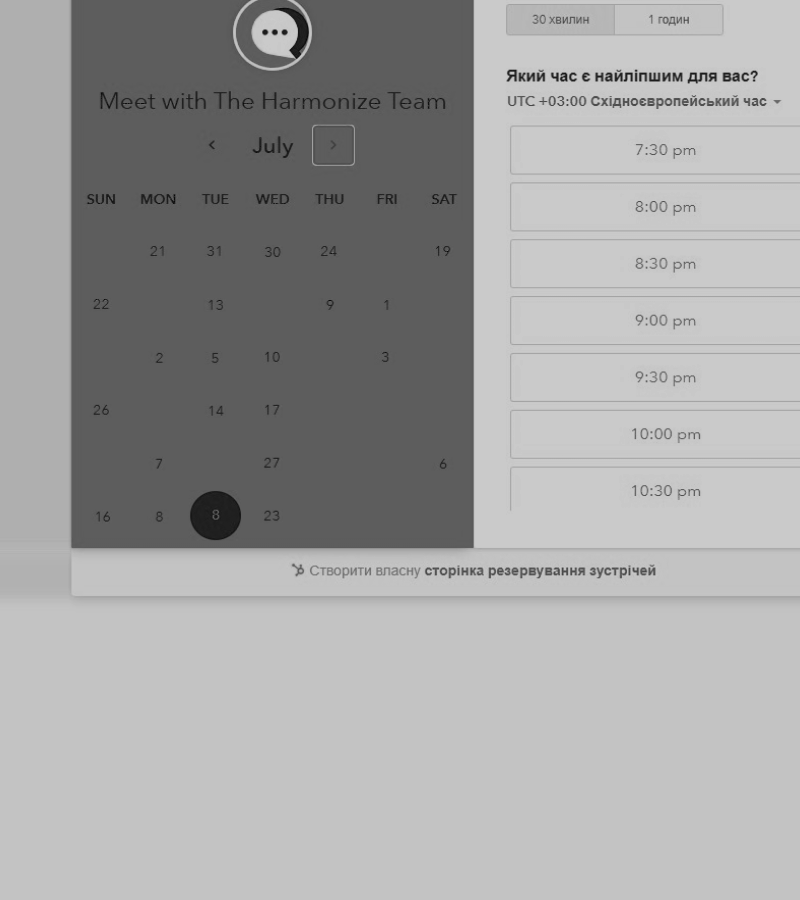 Meet with The Harmonize Team
July
SUN MON TUE WED THU FRI SAT
21 31 30 24 19
22 13 9 1
2 5 10 3
26 14 17
7 27 6
16 8 8 23
30 хвилин 1 годин
Який час є найліпшим для вас?
UTC +03:00 Східноєвропейський час
7:30 pm
8:00 pm
8:30 pm
9:00 pm
9:30 pm
10:00 pm
10:30 pm
Створити власну сторінка резервування зустрічей